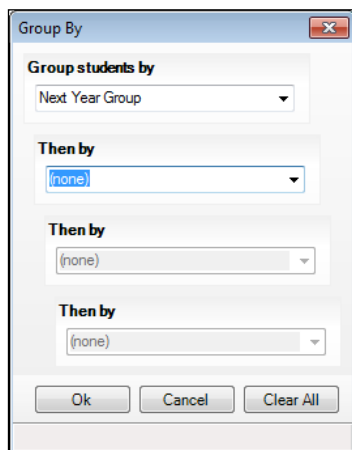 Group By
Group students by
Next Year Group
Then by
(none)
Then by
(none)
Then by
(none)
Ok Cancel Clear All